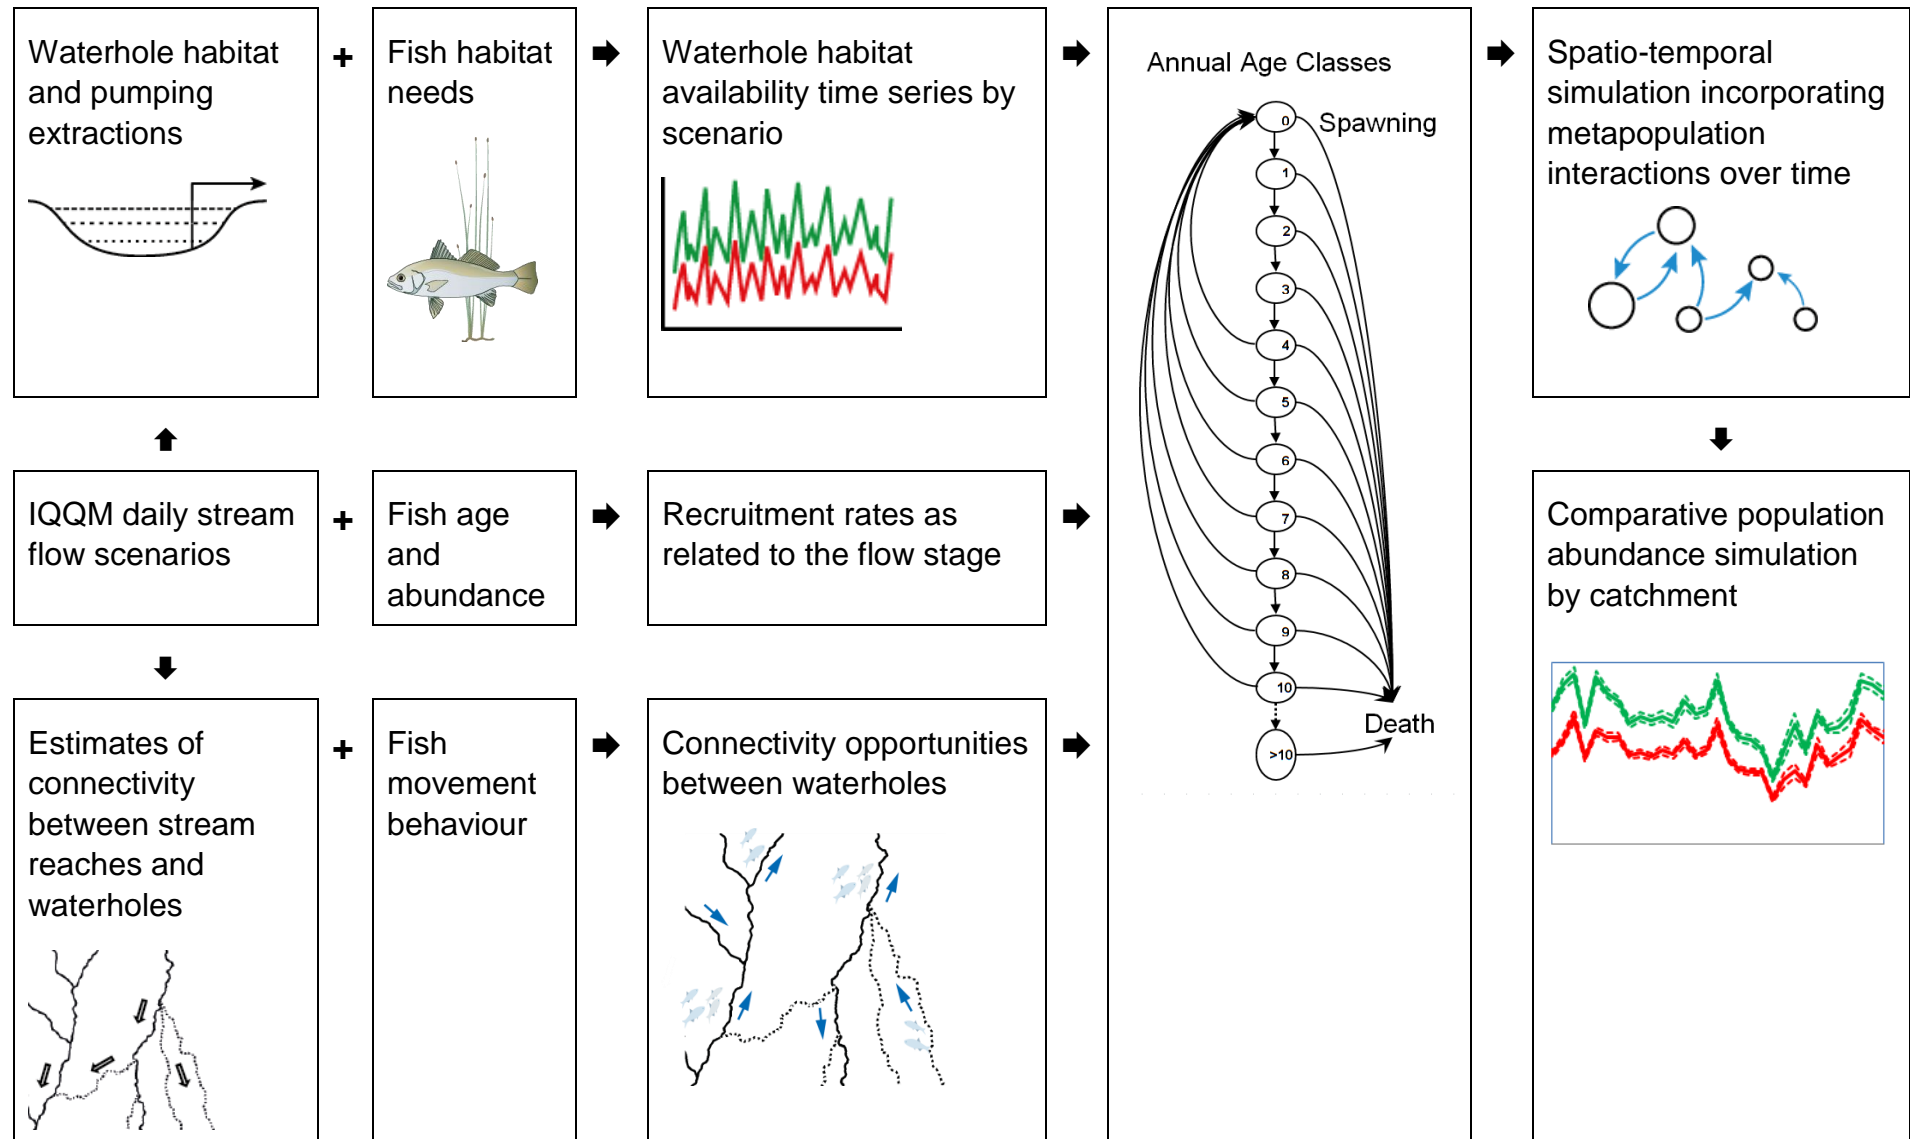 Waterhole habitat
and pumping
extractions
+
Fish habitat
needs
Waterhole habitat
availability time series by
scenario
Annual Age Classes
0
Spawning
1
2
3
4
5
6
7
8
9
10
Death
>10
Spatio-temporal
simulation incorporating
metapopulation
interactions over time
IQQM daily stream
flow scenarios
+
Fish age
and
abundance
Recruitment rates as
related to the flow stage
Comparative population
abundance simulation
by catchment
Estimates of
connectivity
between stream
reaches and
waterholes
+
Fish
movement
behaviour
Connectivity opportunities
between waterholes